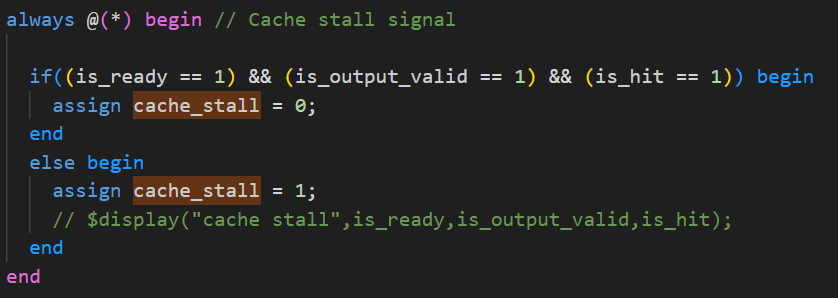 always @(*) begin // Cache stall signal
if((is_ready == 1) && (is_output_valid == 1) && (is_hit == 1)) begin
assign cache_stall = 0;
end
else begin
assign cache_stall = 1;
// $display("cache stall",is_ready,is_output_valid,is_hit);
end
end